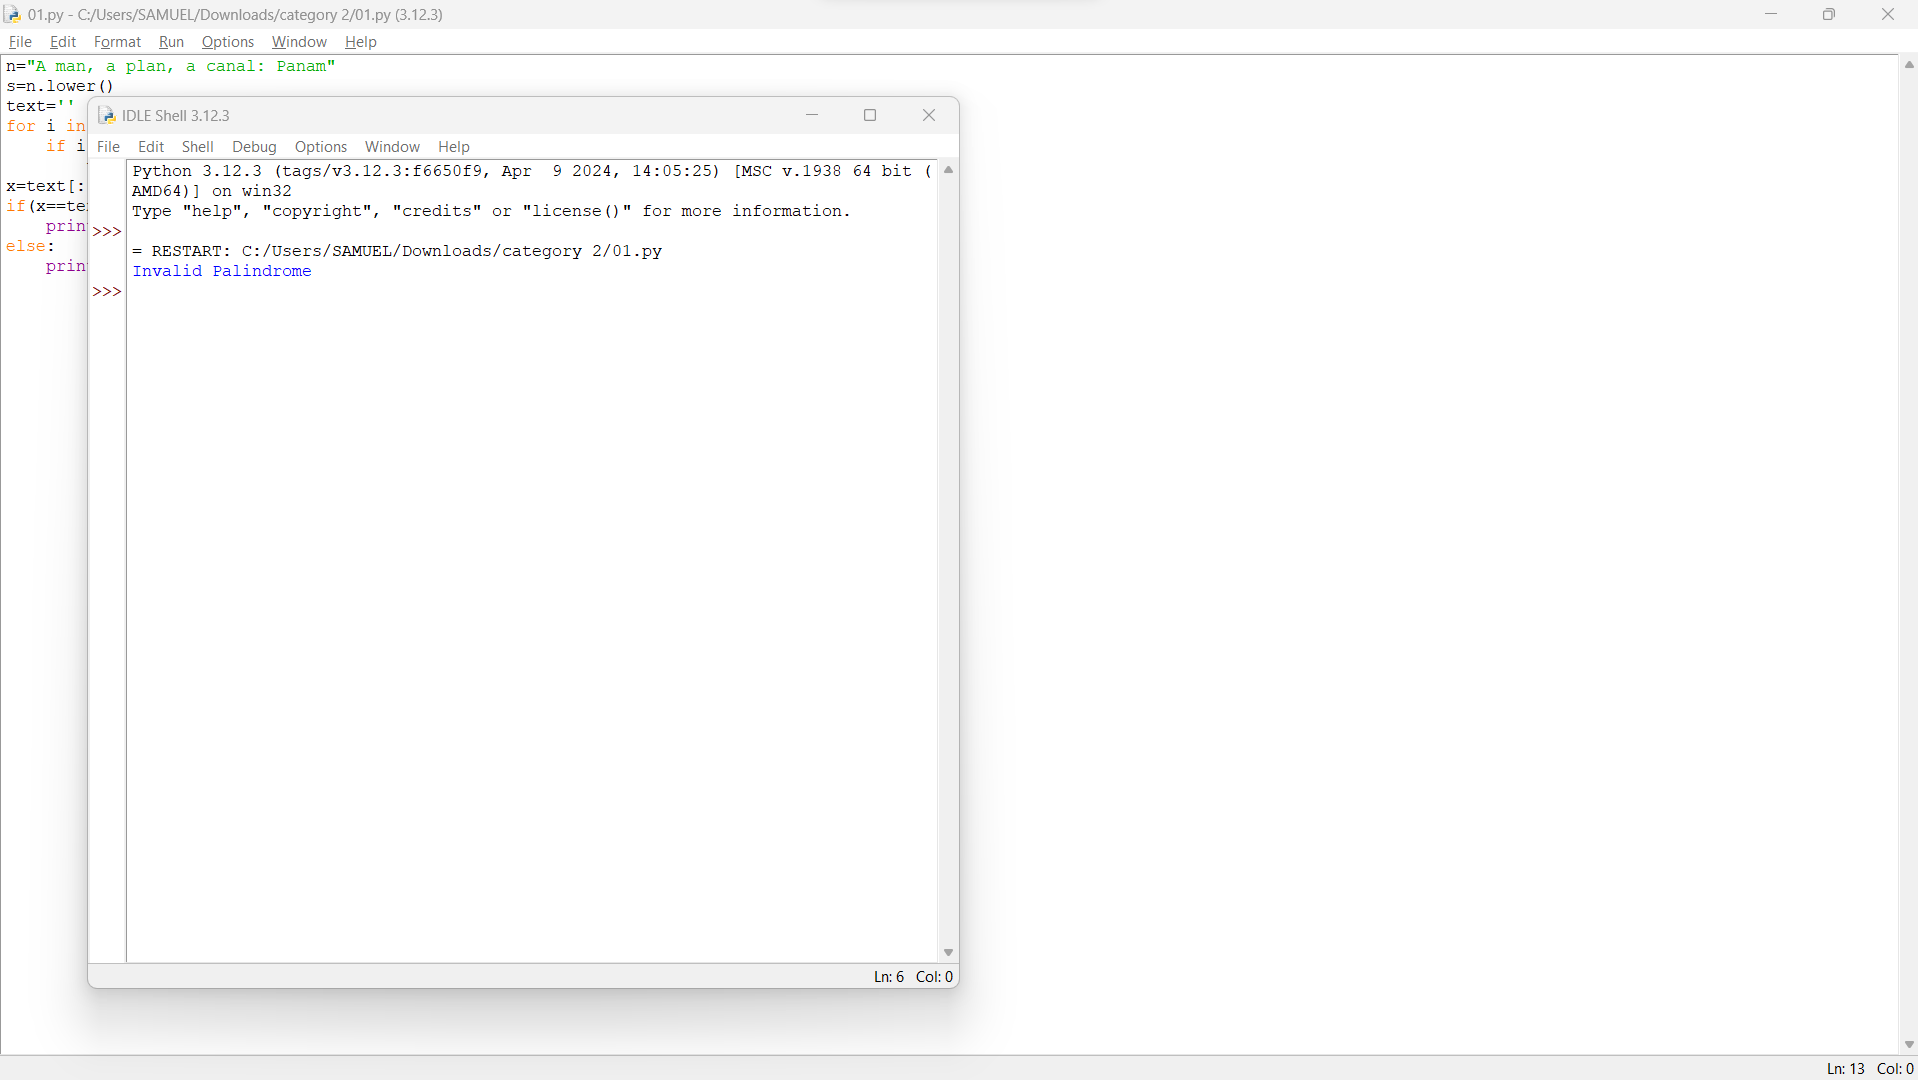 01.py - C:/Users/SAMUEL/Downloads/category 2/01.py (3.12.3)
File Edit Format Run Options Window Help
n="A man, a plan, a canal: Panam"
s=n.lower()
text=''
for i in
if i
x=text[:
if(x==te
prin
else:
prin
IDLE Shell 3.12.3
File Edit Shell Debug Options Window Help
Python 3.12.3 (tags/v3.12.3:f6650f9, Apr  9 2024, 14:05:25) [MSC v.1938 64 bit (
AMD64)] on win32
Type "help", "copyright", "credits" or "license()" for more information.
>>>
= RESTART: C:/Users/SAMUEL/Downloads/category 2/01.py
Invalid Palindrome
>>>
Ln: 6 Col: 0
Ln: 13 Col: 0